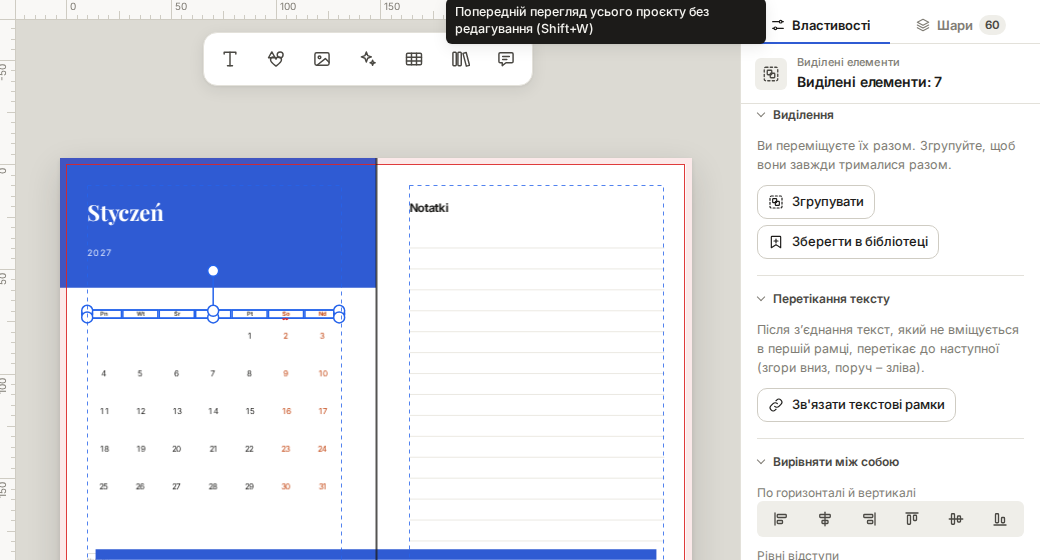 0 50 100 150
Попередній перегляд усього проєкту без
редагування (Shift+W)
Властивості
Шари 60
Виділені елементи
Виділені елементи: 7
Виділення
Ви переміщуєте їх разом. Згрупуйте, щоб
вони завжди трималися разом.
Згрупувати
Зберегти в бібліотеці
Перетікання тексту
Після з'єднання текст, який не вміщується
в першій рамці, перетікає до наступної
(згори вниз, поруч – зліва).
Зв'язати текстові рамки
Вирівняти між собою
По горизонталі й вертикалі
Рівні відступи
-50
0
50
100
150
Styczeń
2027
Pn Wt Śr Pt So Nd
1 2 3
4 5 6 7 8 9 10
11 12 13 14 15 16 17
18 19 20 21 22 23 24
25 26 27 28 29 30 31
Notatki